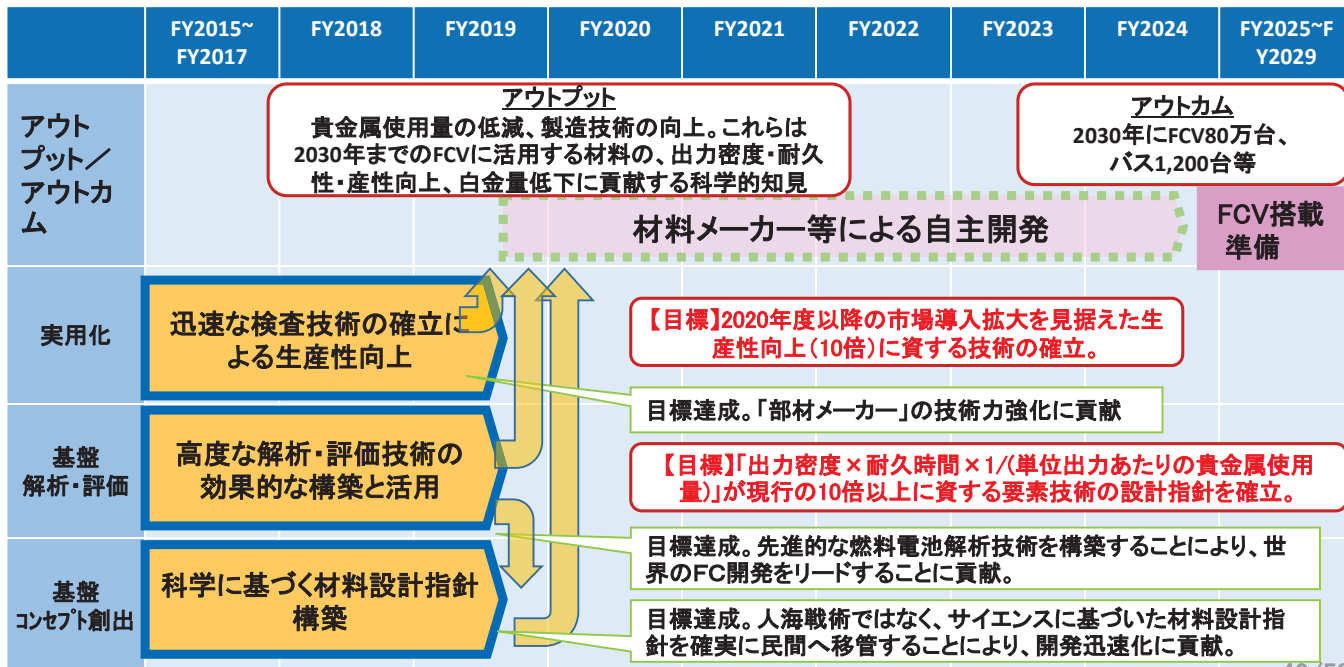 FY2015~
FY2017
FY2018
FY2019
FY2020
FY2021
FY2022
FY2023
FY2024
FY2025~F
Y2029
アウト
プット／
アウトカ
ム
アウトプット
貴金属使用量の低減、製造技術の向上。これらは
2030年までのFCVに活用する材料の、出力密度・耐久
性・産性向上、白金量低下に貢献する科学的知見
アウトカム
2030年にFCV80万台、
バス1,200台等
材料メーカー等による自主開発
FCV搭載
準備
実用化
迅速な検査技術の確立に
よる生産性向上
【目標】2020年度以降の市場導入拡大を見据えた生
産性向上（10倍）に資する技術の確立。
目標達成。「部材メーカー」の技術力強化に貢献
基盤
解析・評価
高度な解析・評価技術の
効果的な構築と活用
【目標】「出力密度×耐久時間×1/(単位出力あたりの貴金属使用
量)」が現行の10倍以上に資する要素技術の設計指針を確立。
目標達成。先進的な燃料電池解析技術を構築することにより、世
界のFC開発をリードすることに貢献。
基盤
コンセプト創出
科学に基づく材料設計指針
構築
目標達成。人海戦術ではなく、サイエンスに基づいた材料設計指
針を確実に民間へ移管することにより、開発迅速化に貢献。